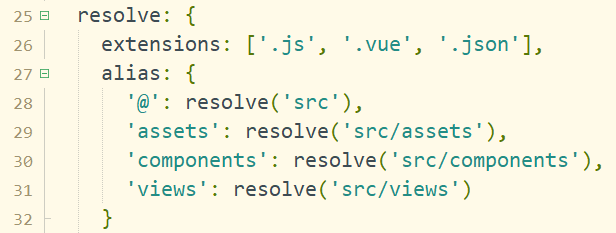 25 resolve: {
26 extensions: ['.js', '.vue', '.json'],
27 alias: {
28 '@': resolve('src'),
29 'assets': resolve('src/assets'),
30 'components': resolve('src/components'),
31 'views': resolve('src/views')
32 }